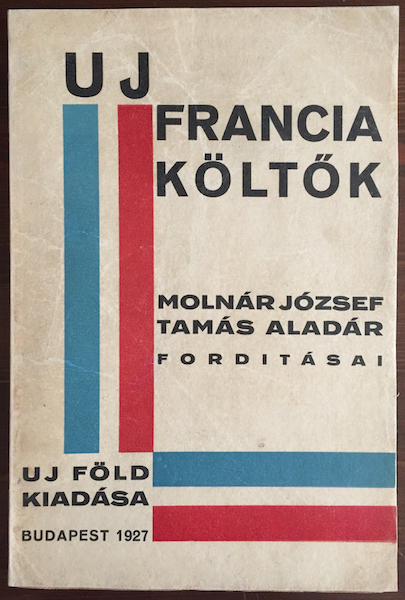 UJ
FRANCIA
KÖLTŐK
MOLNÁR JÓZSEF
TAMÁS ALADÁR
FORDITÁSAI
UJ FÖLD
KIADÁSA
BUDAPEST 1927